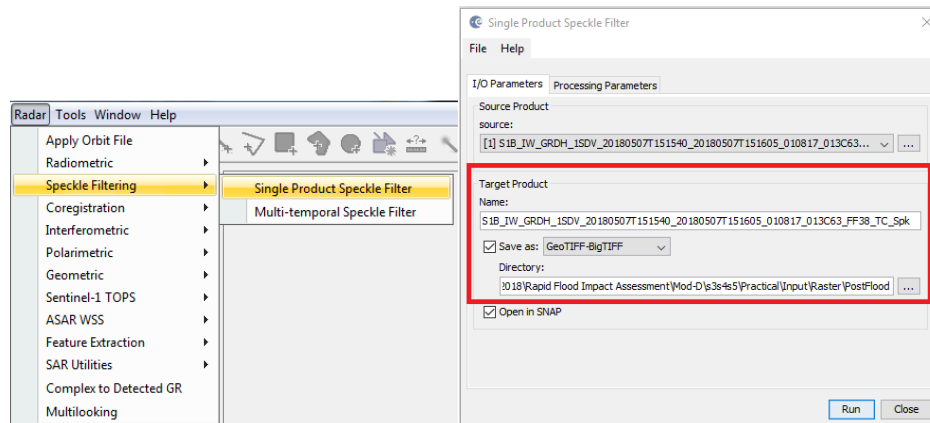 Radar Tools Window Help
Apply Orbit File
Radiometric
Speckle Filtering
Coregistration
Interferometric
Polarimetric
Geometric
Sentinel-1 TOPS
ASAR WSS
Feature Extraction
SAR Utilities
Complex to Detected GR
Multilooking
Single Product Speckle Filter
Multi-temporal Speckle Filter
Single Product Speckle Filter
File Help
I/O Parameters Processing Parameters
Source Product
source:
[1] S1B_IW_GRDH_1SDV_20180507T151540_20180507T151605_010817_013C63... ...
Target Product
Name:
S1B_IW_GRDH_1SDV_20180507T151540_20180507T151605_010817_013C63_FF38_TC_Spk
Save as: GeoTIFF-BigTIFF
Directory:
2018\Rapid Flood Impact Assessment\Mod-D\s3s4s5\Practical\Input\Raster\PostFlood ...
Open in SNAP
Run Close